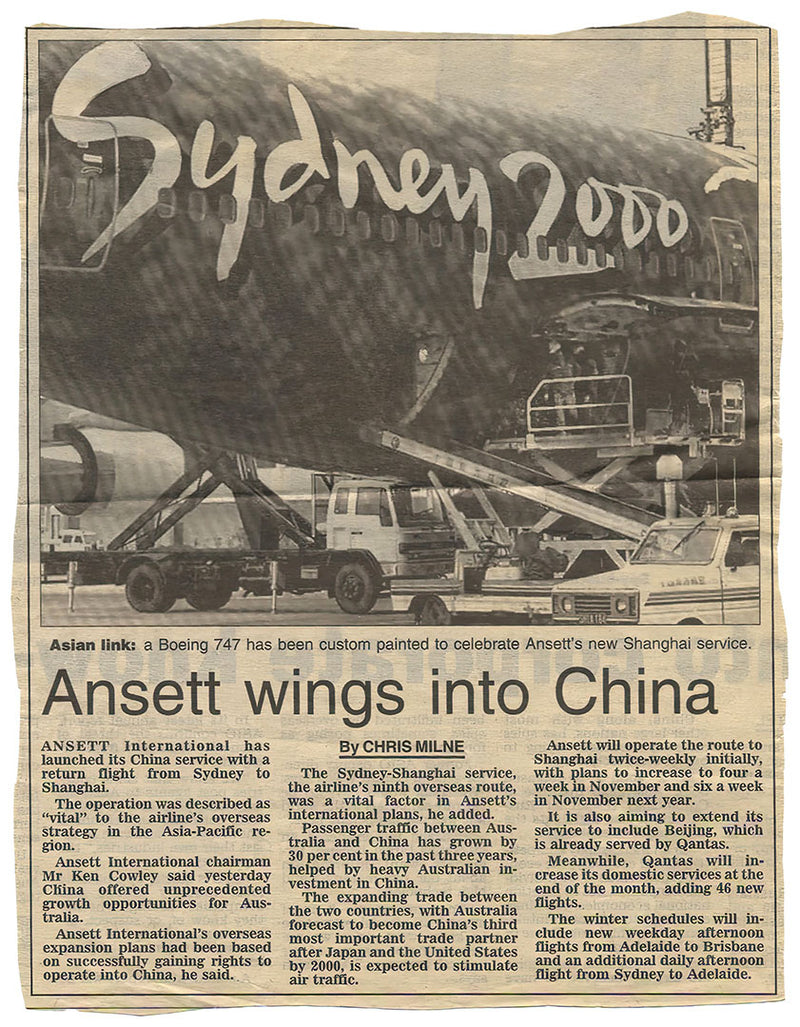 Sydney 2000
Asian link: a Boeing 747 has been custom painted to celebrate Ansett's new Shanghai service.
Ansett wings into China
ANSETT International has
launched its China service with a
return flight from Sydney to
Shanghai.
The operation was described as
“vital” to the airline's overseas
strategy in the Asia-Pacific re-
gion.
Ansett International chairman
Mr Ken Cowley said yesterday
China offered unprecedented
growth opportunities for Aus-
tralia.
Ansett International's overseas
expansion plans had been based
on successfully gaining rights to
operate into China, he said.
By CHRIS MILNE
The Sydney-Shanghai service,
the airline's ninth overseas route,
was a vital factor in Ansett's
international plans, he added.
Passenger traffic between Aus-
tralia and China has grown by
30 per cent in the past three years,
helped by heavy Australian in-
vestment in China.
The expanding trade between
the two countries, with Australia
forecast to become China's third
most important trade partner
after Japan and the United States
by 2000, is expected to stimulate
air traffic.
Ansett will operate the route to
Shanghai twice-weekly initially,
with plans to increase to four a
week in November and six a week
in November next year.
It is also aiming to extend its
service to include Beijing, which
is already served by Qantas.
Meanwhile, Qantas will in-
crease its domestic services at the
end of the month, adding 46 new
flights.
The winter schedules will in-
clude new weekday afternoon
flights from Adelaide to Brisbane
and an additional daily afternoon
flight from Sydney to Adelaide.